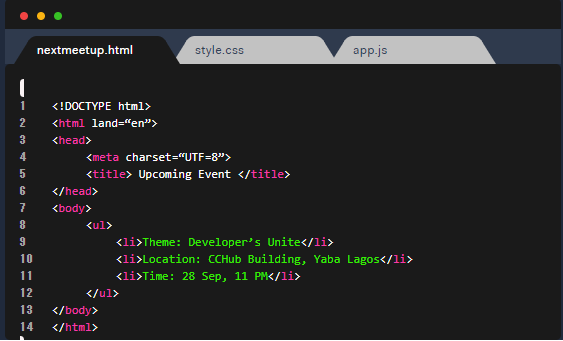 nextmeetup.html style.css app.js
1 <!DOCTYPE html>
2 <html land=“en”>
3 <head>
4 <meta charset=“UTF=8”>
5 <title> Upcoming Event </title>
6 </head>
7 <body>
8 <ul>
9 <li>Theme: Developer’s Unite</li>
10 <li>Location: CCHub Building, Yaba Lagos</li>
11 <li>Time: 28 Sep, 11 PM</li>
12 </ul>
13 </body>
14 </html>